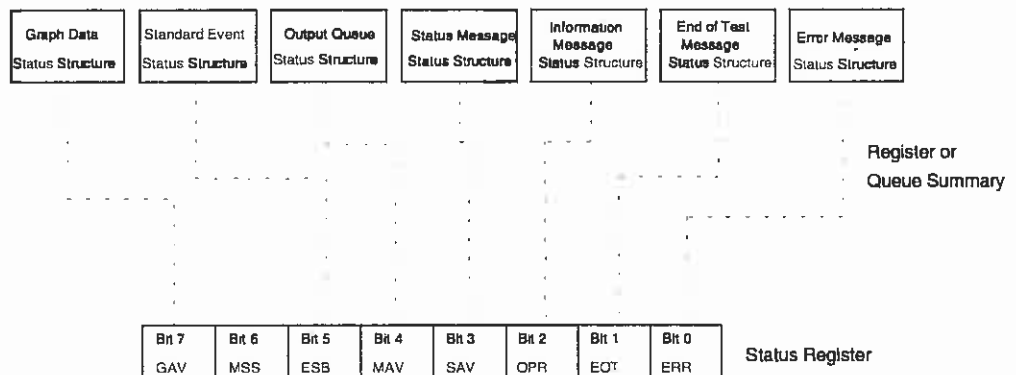 Graph Data
Status Structure
Standard Event
Status Structure
Output Queue
Status Structure
Status Message
Status Structure
Information
Message
Status Structure
End of Test
Message
Status Structure
Error Message
Status Structure
Register or
Queue Summary
Bit 7
GAV
Bit 6
MSS
Bit 5
ESB
Bit 4
MAV
Bit 3
SAV
Bit 2
OPR
Bit 1
EOT
Bit 0
ERR
Status Register